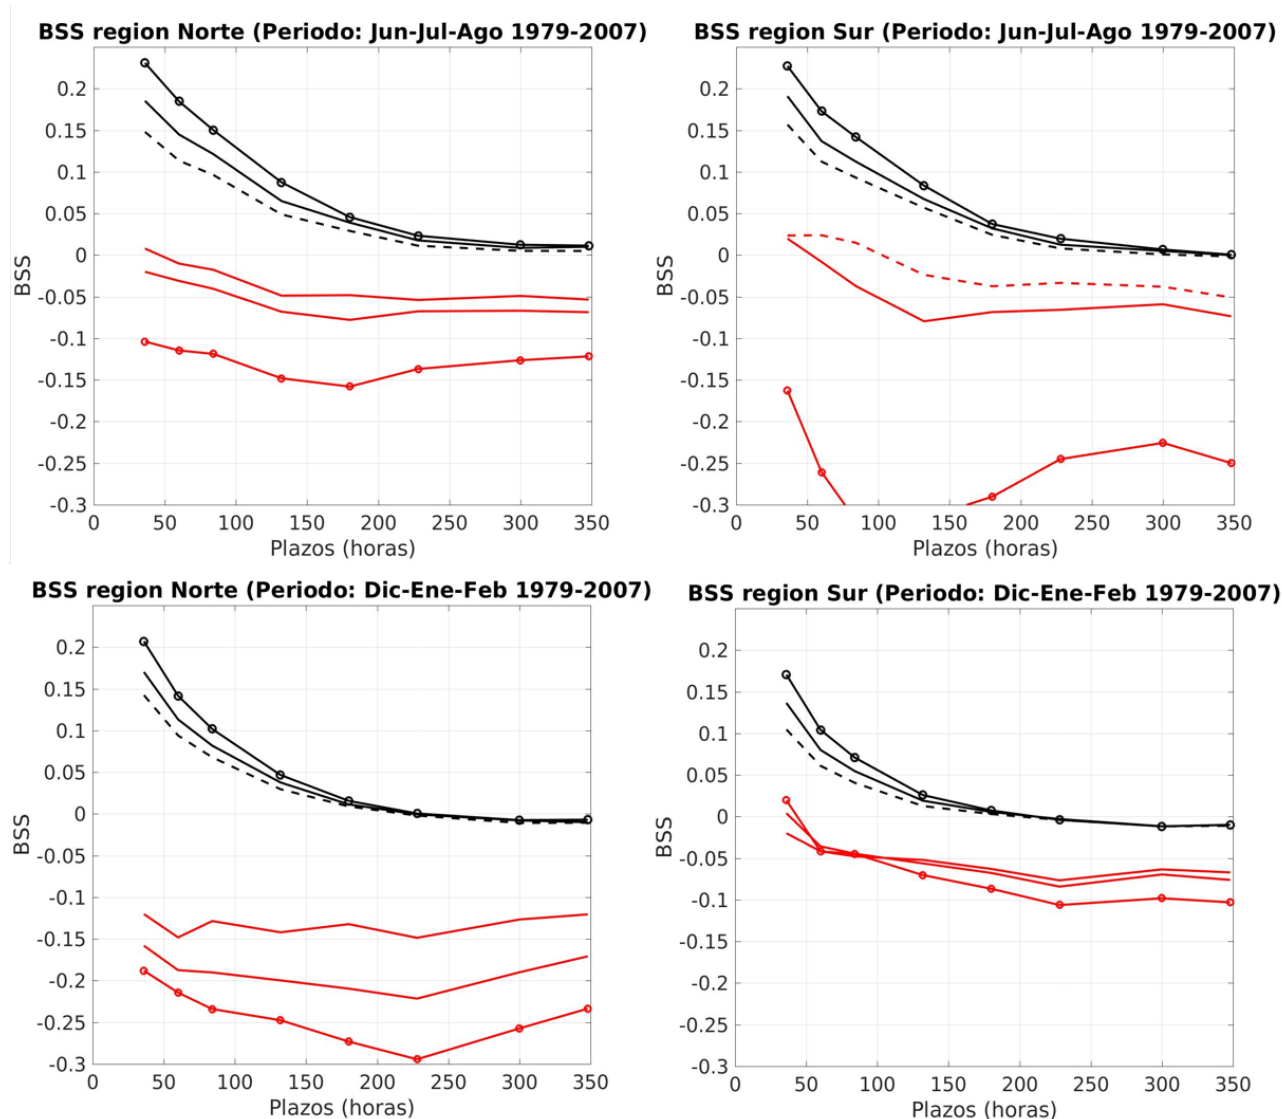 BSS region Norte (Periodo: Jun-Jul-Ago 1979-2007)
BSS
0.2
0.15
0.1
0.05
0
-0.05
-0.1
-0.15
-0.2
-0.25
-0.3
0 50 100 150 200 250 300 350
Plazos (horas)
BSS region Sur (Periodo: Jun-Jul-Ago 1979-2007)
BSS
0.2
0.15
0.1
0.05
0
-0.05
-0.1
-0.15
-0.2
-0.25
-0.3
0 50 100 150 200 250 300 350
Plazos (horas)
BSS region Norte (Periodo: Dic-Ene-Feb 1979-2007)
BSS
0.2
0.15
0.1
0.05
0
-0.05
-0.1
-0.15
-0.2
-0.25
-0.3
0 50 100 150 200 250 300 350
Plazos (horas)
BSS region Sur (Periodo: Dic-Ene-Feb 1979-2007)
BSS
0.2
0.15
0.1
0.05
0
-0.05
-0.1
-0.15
-0.2
-0.25
-0.3
0 50 100 150 200 250 300 350
Plazos (horas)